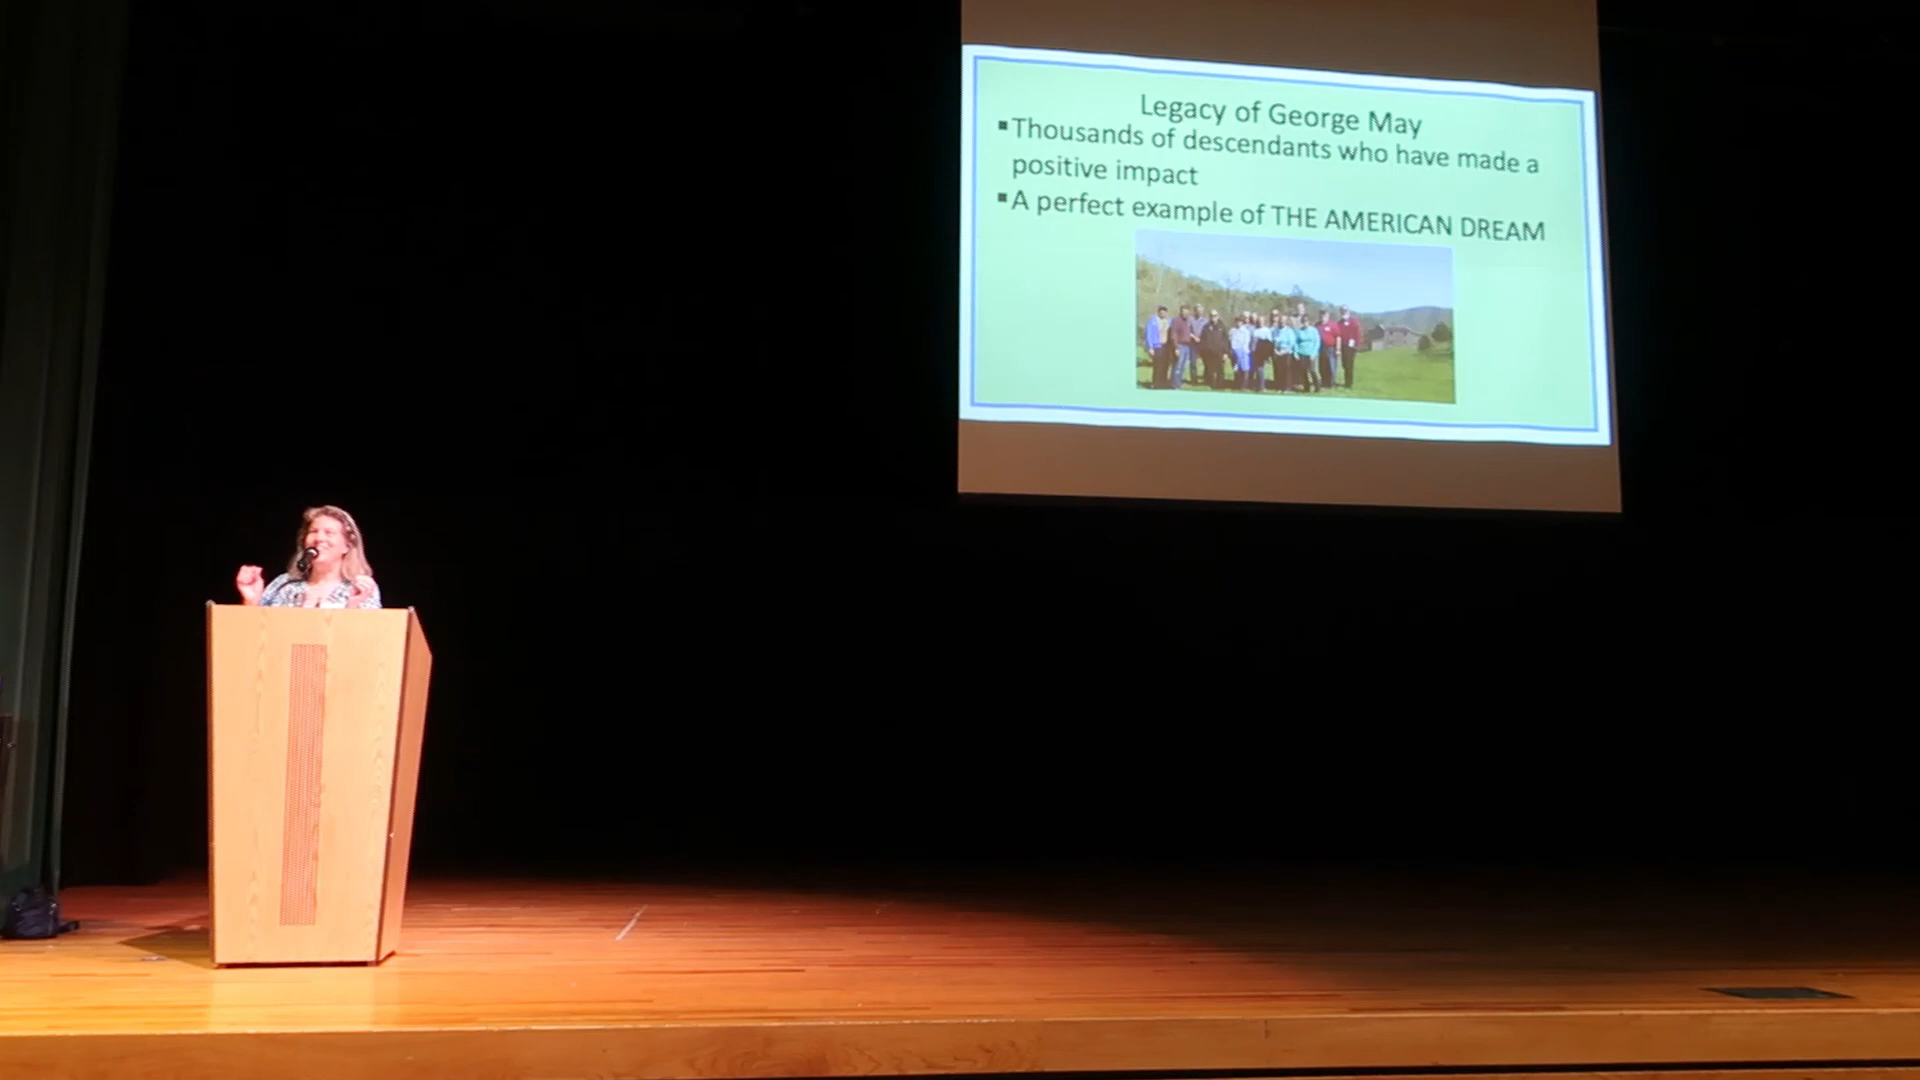 Legacy of George May
▪Thousands of descendants who have made a
positive impact
▪A perfect example of THE AMERICAN DREAM